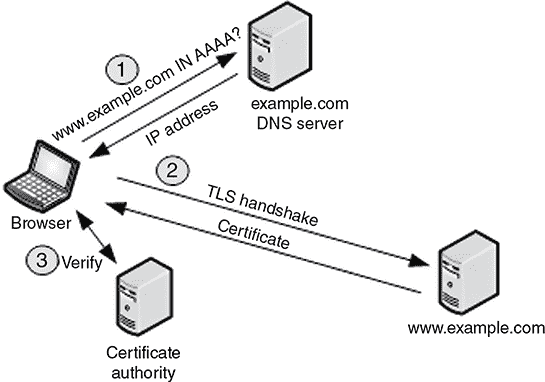 1
www.example.com IN AAAA?
IP address
example.com
DNS server
2
TLS handshake
Certificate
Browser
3
Verify
Certificate
authority
www.example.com